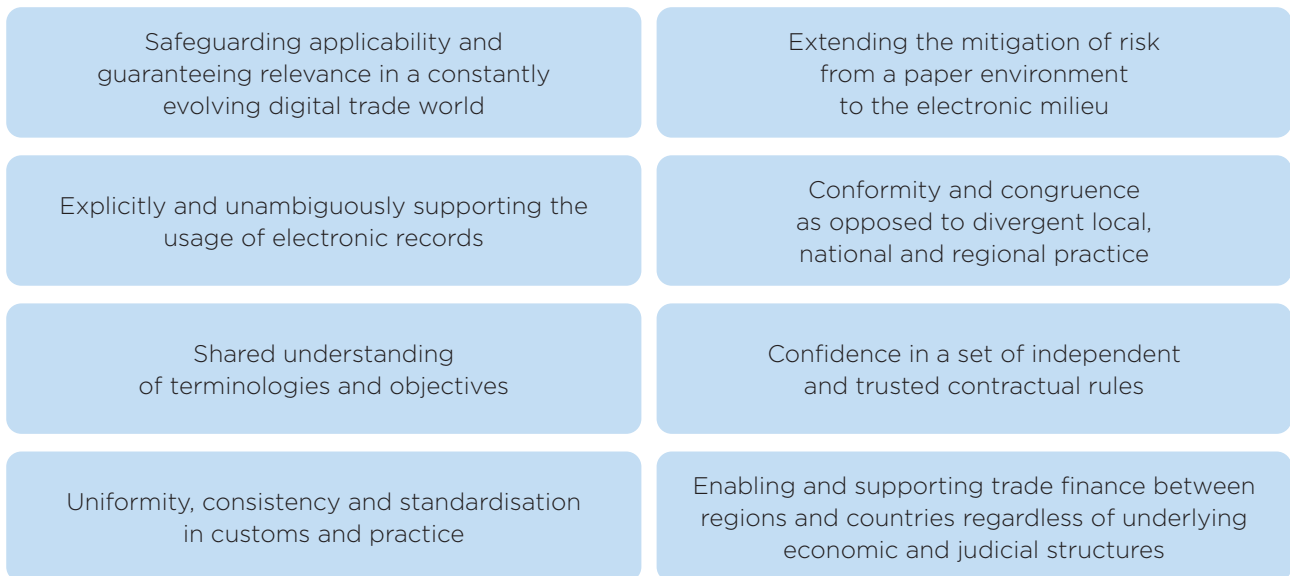 Safeguarding applicability and
guaranteeing relevance in a constantly
evolving digital trade world
Extending the mitigation of risk
from a paper environment
to the electronic milieu
Explicitly and unambiguously supporting the
usage of electronic records
Conformity and congruence
as opposed to divergent local,
national and regional practice
Shared understanding
of terminologies and objectives
Confidence in a set of independent
and trusted contractual rules
Uniformity, consistency and standardisation
in customs and practice
Enabling and supporting trade finance between
regions and countries regardless of underlying
economic and judicial structures